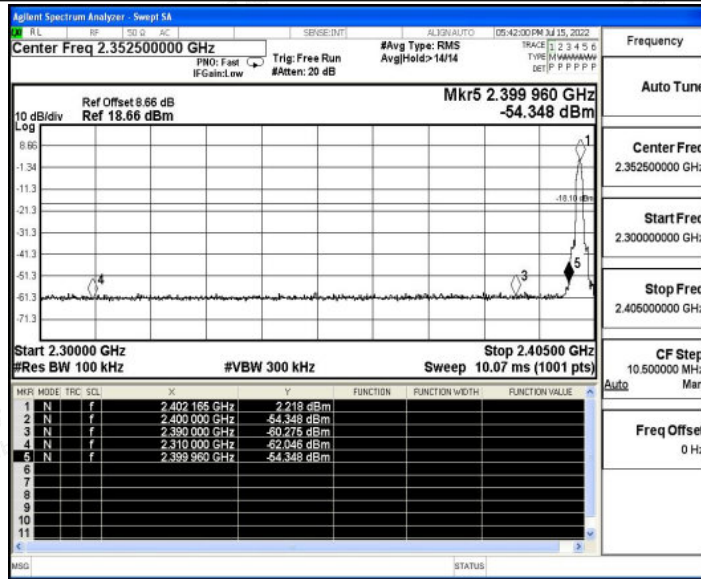 Agilent Spectrum Analyzer - Swept SA
RL RF 50 Ω AC SENSE:INT ALIGN AUTO 05:42:00 PM Jul 15, 2022
Center Freq 2.352500000 GHz #Avg Type: RMS TRACE 1 2 3 4 5 6
PNO: Fast Trig: Free Run Avg|Hold:> 14/14 TYPE M
IFGain:Low #Atten: 20 dB DET P P P P P P
Frequency
Mkr5 2.399 960 GHz
-54.348 dBm
Ref Offset 8.66 dB
10 dB/div Ref 18.66 dBm
Log
8.66
-1.34
-11.3
-18.10 dBm
-21.3
-31.3
-41.3
-51.3
-61.3
-71.3
1
3
4
5
Start 2.30000 GHz Stop 2.40500 GHz
#Res BW 100 kHz #VBW 300 kHz Sweep 10.07 ms (1001 pts)
MKR MODE TRC SCL X Y FUNCTION FUNCTION WIDTH FUNCTION VALUE
1 N f 2.402 165 GHz 2.218 dBm
2 N f 2.400 000 GHz -54.348 dBm
3 N f 2.390 000 GHz -60.275 dBm
4 N f 2.310 000 GHz -62.046 dBm
5 N f 2.399 960 GHz -54.348 dBm
6
7
8
9
10
11
MSG STATUS
Auto Tune
Center Freq
2.352500000 GHz
Start Freq
2.300000000 GHz
Stop Freq
2.405000000 GHz
CF Step
10.500000 MHz
Auto Man
Freq Offset
0 Hz